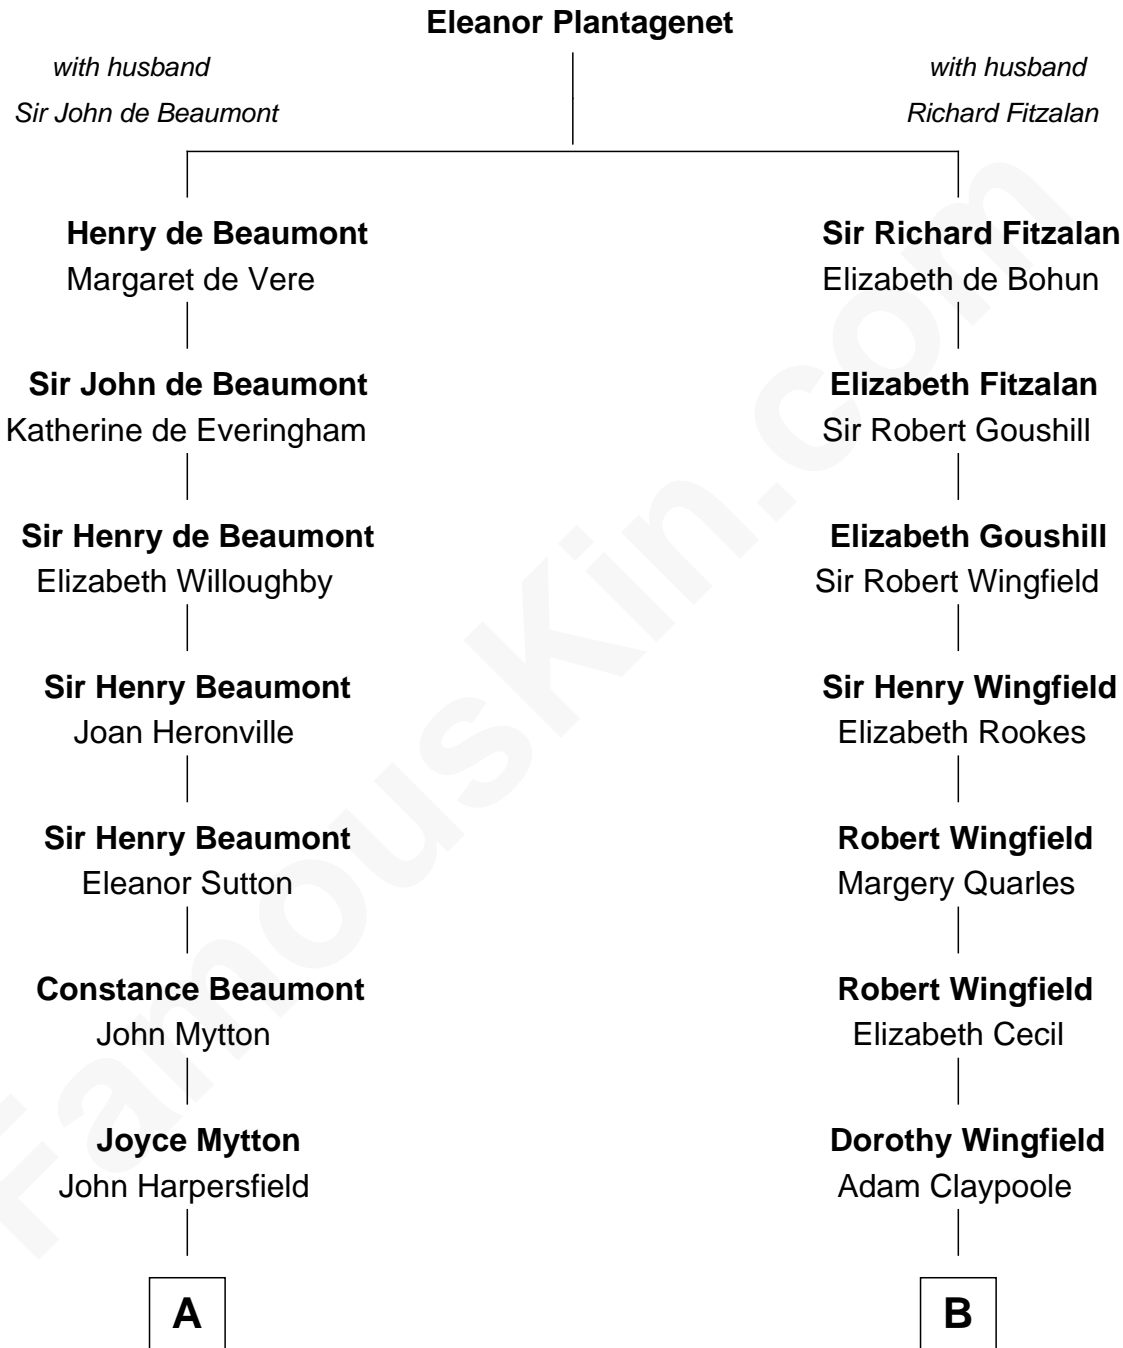 Eleanor Plantagenet
with husband
Sir John de Beaumont
with husband
Richard Fitzalan
Henry de Beaumont
Margaret de Vere
Sir Richard Fitzalan
Elizabeth de Bohun
Sir John de Beaumont
Katherine de Everingham
Elizabeth Fitzalan
Sir Robert Goushill
Sir Henry de Beaumont
Elizabeth Willoughby
Elizabeth Goushill
Sir Robert Wingfield
Sir Henry Beaumont
Joan Heronville
Sir Henry Wingfield
Elizabeth Rookes
Sir Henry Beaumont
Eleanor Sutton
Robert Wingfield
Margery Quarles
Constance Beaumont
John Mytton
Robert Wingfield
Elizabeth Cecil
Joyce Mytton
John Harpersfield
Dorothy Wingfield
Adam Claypoole
A
B
FamousKin.com